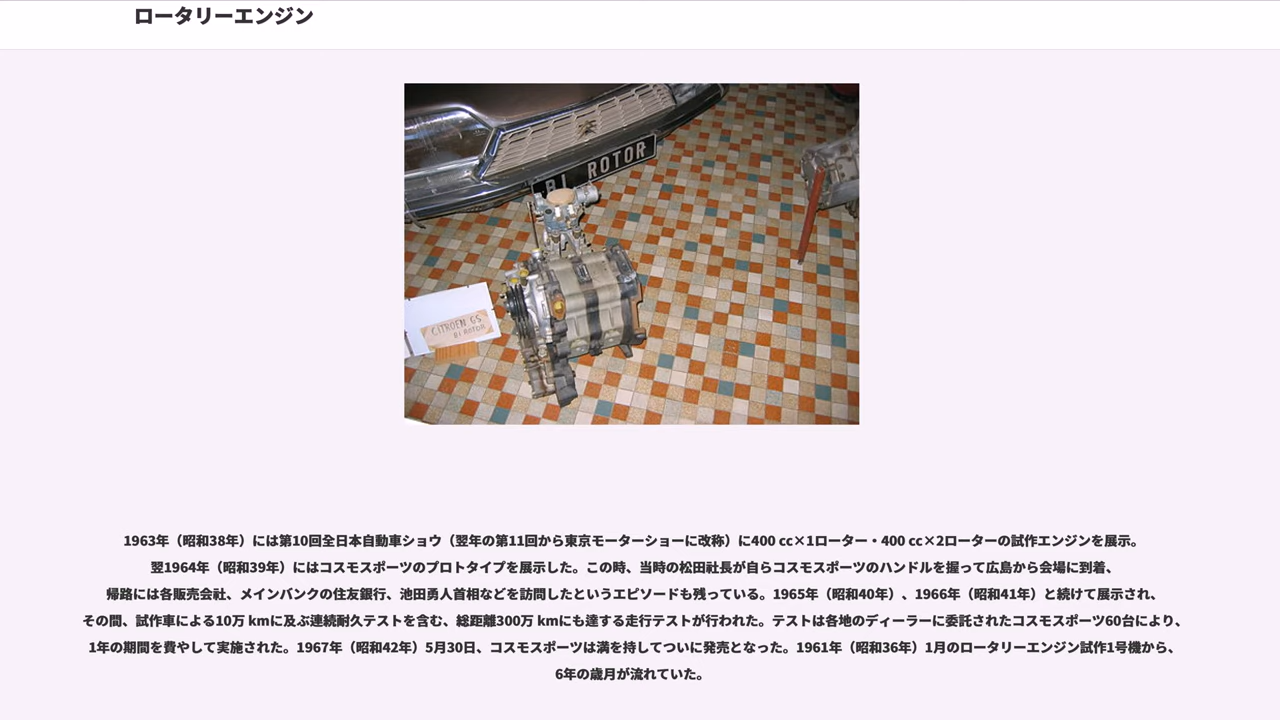 ロータリーエンジン
BI ROTOR
CITROEN GS
BI ROTOR
1963年（昭和38年）には第10回全日本自動車ショウ（翌年の第11回から東京モーターショーに改称）に400 cc×1ローター・400 cc×2ローターの試作エンジンを展示。
翌1964年（昭和39年）にはコスモスポーツのプロトタイプを展示した。この時、当時の松田社長が自らコスモスポーツのハンドルを握って広島から会場に到着、
帰路には各販売会社、メインバンクの住友銀行、池田勇人首相などを訪問したというエピソードも残っている。1965年（昭和40年）、1966年（昭和41年）と続けて展示され、
その間、試作車による10万 kmに及ぶ連続耐久テストを含む、総距離300万 kmにも達する走行テストが行われた。テストは各地のディーラーに委託されたコスモスポーツ60台により、
1年の期間を費やして実施された。1967年（昭和42年）5月30日、コスモスポーツは満を持してついに発売となった。1961年（昭和36年）1月のロータリーエンジン試作1号機から、
6年の歳月が流れていた。